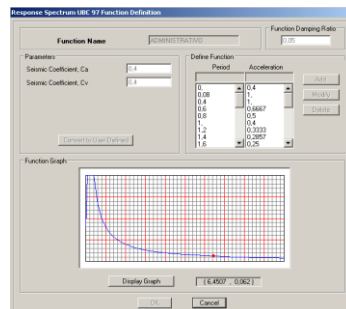 Response Spectrum UBC 97 Function Definition
Function Damping Ratio
Function Name
ADMINISTRATIVO
0,05
Parameters
Define Function
Seismic Coefficient, Ca
0,4
Period
Acceleration
Seismic Coefficient, Cv
0,4
0, 0,4
0,08 1,
0,4 1,
0,6 0,6667
0,8 0,5
1, 0,4
1,2 0,3333
1,4 0,2857
1,6 0,25
Add
Modify
Delete
Convert to User Defined
Function Graph
Display Graph
( 6,4507 , 0,062 )
OK
Cancel